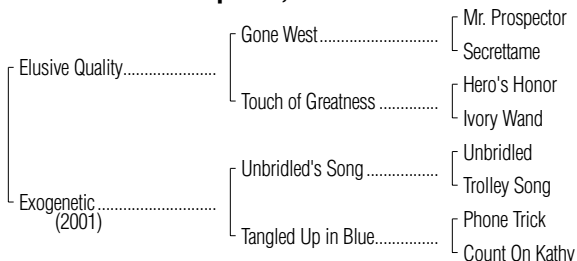 Mr. Prospector
Gone West
Secrettame
Elusive Quality
Hero's Honor
Touch of Greatness
Ivory Wand
Unbridled
Unbridled's Song
Trolley Song
Exogenetic
(2001)
Phone Trick
Tangled Up in Blue
Count On Kathy